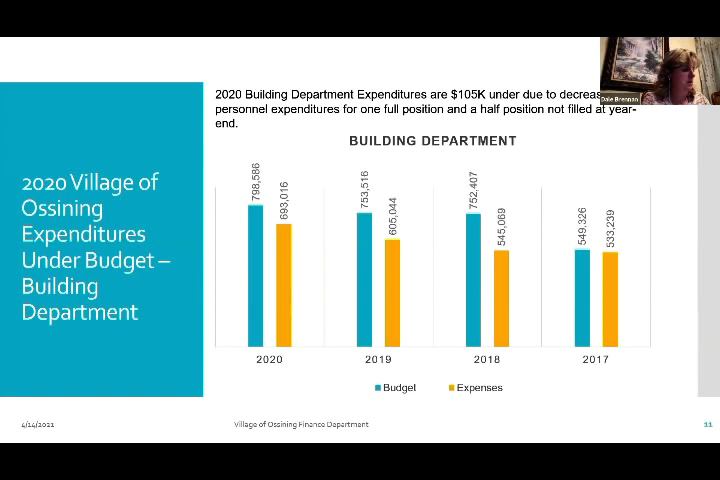 Dale Brennan
2020 Building Department Expenditures are $105K under due to
personnel expenditures for one full position and a half position not filled at year-
end.
2020 Village of
Ossining
Expenditures
Under Budget –
Building
Department
BUILDING DEPARTMENT
798,586
693,016
753,516
605,044
752,407
545,069
549,326
533,239
2020
2019
2018
2017
Budget
Expenses
4/14/2021
Village of Ossining Finance Department
11